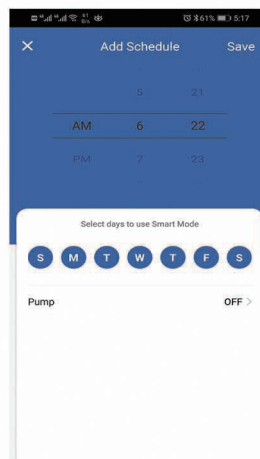 61% 5:17
Add Schedule Save
5 21
AM 6 22
PM 7 23
Select days to use Smart Mode
S M T W T F S
Pump OFF